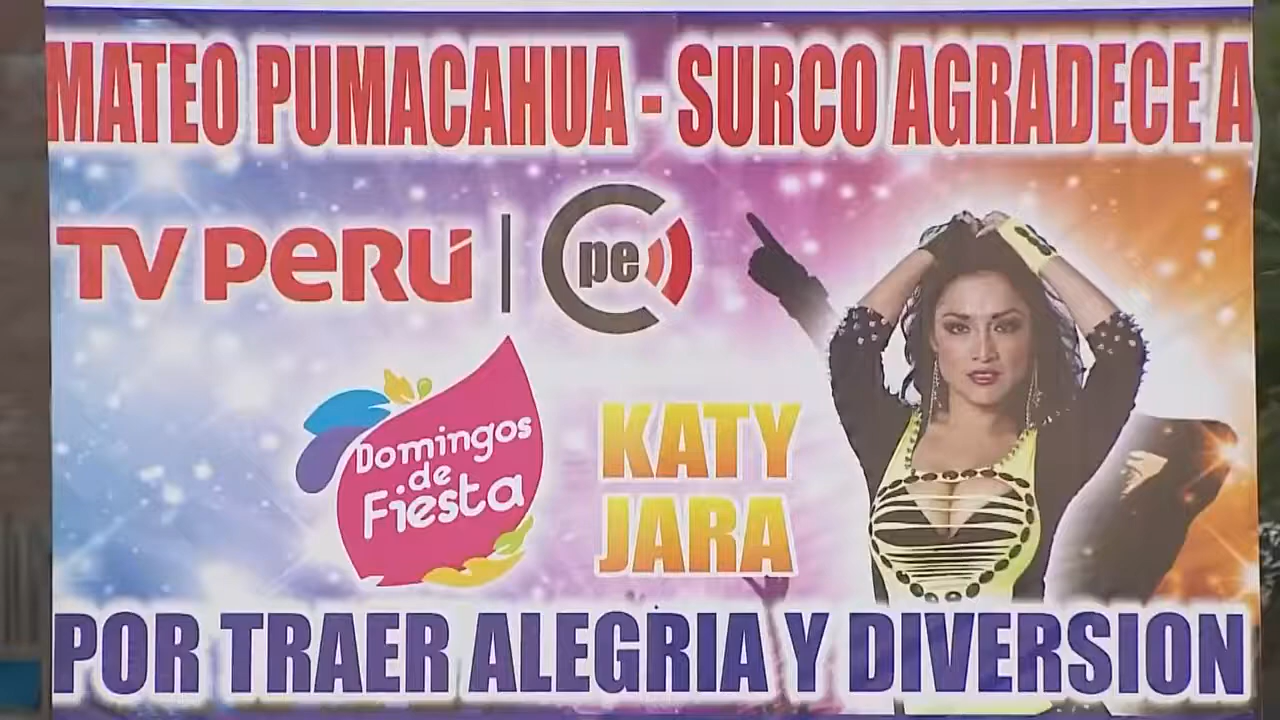 MATEO PUMACAHUA - SURCO AGRADECE A
TV PERÚ | C pe
Domingos
de
Fiesta
KATY
JARA
POR TRAER ALEGRIA Y DIVERSION